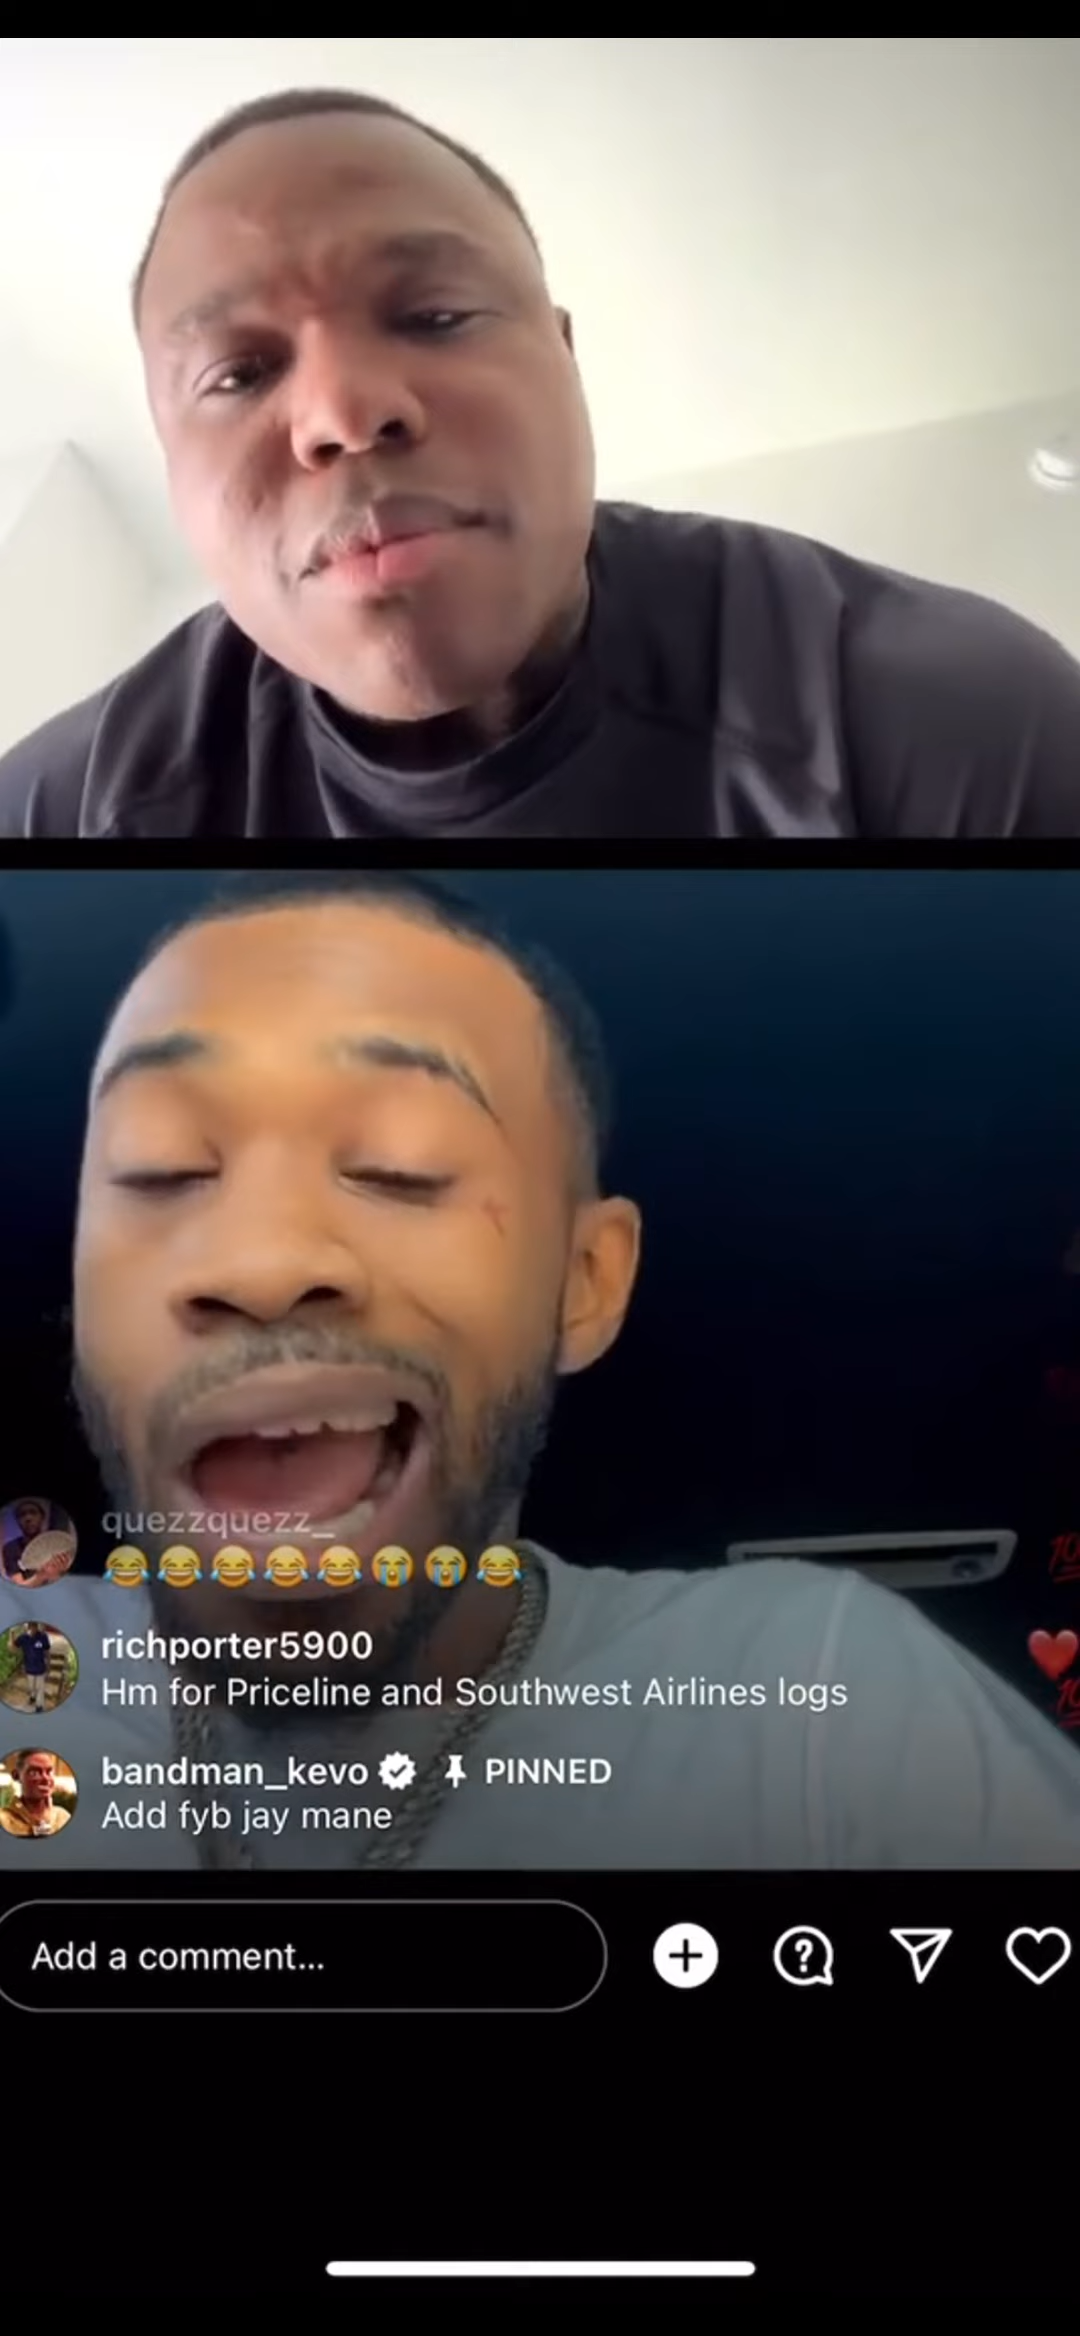 quezzquezz_
😂😂😂😂😂😭😭😂
richporter5900
Hm for Priceline and Southwest Airlines logs
bandman_kevo PINNED
Add fyb jay mane
Add a comment...